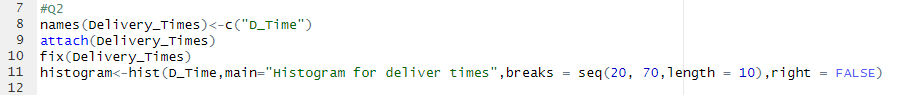 7 #Q2
8 names(Delivery_Times)<-c("D_Time")
9 attach(Delivery_Times)
10 fix(Delivery_Times)
11 histogram<-hist(D_Time,main="Histogram for deliver times",breaks = seq(20, 70,length = 10),right = FALSE)
12